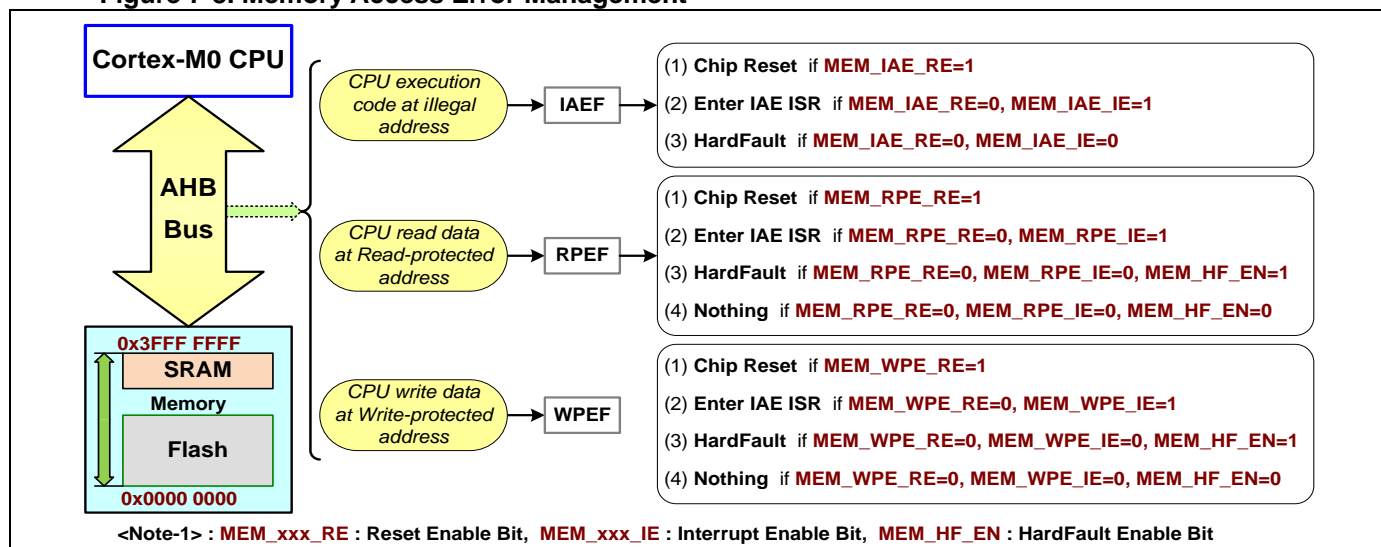 Cortex-M0 CPU
AHB
Bus
0x3FFF FFFF
SRAM
Memory
Flash
0x0000 0000
CPU execution
code at illegal
address
IAEF
(1) Chip Reset if MEM_IAE_RE=1
(2) Enter IAE ISR if MEM_IAE_RE=0, MEM_IAE_IE=1
(3) HardFault if MEM_IAE_RE=0, MEM_IAE_IE=0
CPU read data
at Read-protected
address
RPEF
(1) Chip Reset if MEM_RPE_RE=1
(2) Enter IAE ISR if MEM_RPE_RE=0, MEM_RPE_IE=1
(3) HardFault if MEM_RPE_RE=0, MEM_RPE_IE=0, MEM_HF_EN=1
(4) Nothing if MEM_RPE_RE=0, MEM_RPE_IE=0, MEM_HF_EN=0
CPU write data
at Write-protected
address
WPEF
(1) Chip Reset if MEM_WPE_RE=1
(2) Enter IAE ISR if MEM_WPE_RE=0, MEM_WPE_IE=1
(3) HardFault if MEM_WPE_RE=0, MEM_WPE_IE=0, MEM_HF_EN=1
(4) Nothing if MEM_WPE_RE=0, MEM_WPE_IE=0, MEM_HF_EN=0
<Note-1> : MEM_xxx_RE : Reset Enable Bit, MEM_xxx_IE : Interrupt Enable Bit, MEM_HF_EN : HardFault Enable Bit